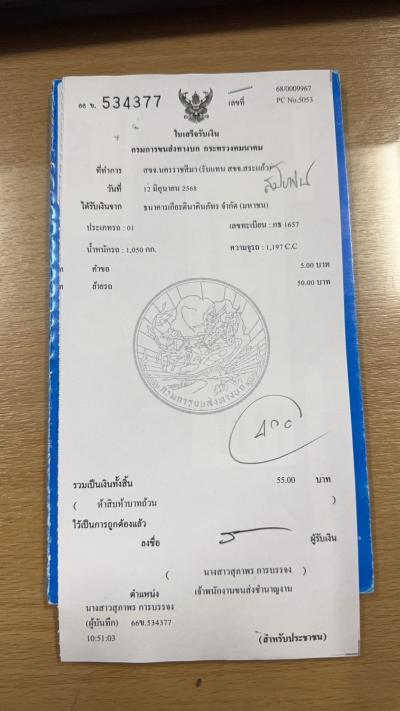 68/0009967
66 ข. 534377 เลขที่ PC No.5053
ใบเสร็จรับเงิน
กรมการขนส่งทางบก กระทรวงคมนาคม
ที่ทำการ สขจ.นครราชสีมา (รับแทน สขจ.สระแก้ว)
วันที่ 12 มิถุนายน 2568
ได้รับเงินจาก ธนาคารเกียรตินาคินภัทร จำกัด (มหาชน)
ประเภทรถ : 01 เลขทะเบียน : กธ 1657
น้ำหนักรถ : 1,050 กก. ความจุรถ : 1,197 C.C
คำขอ 5.00 บาท
ย้ายรถ 50.00 บาท
กรมการขนส่งทางบก
รวมเป็นเงินทั้งสิ้น 55.00 บาท
( ห้าสิบห้าบาทถ้วน )
ไว้เป็นการถูกต้องแล้ว
ลงชื่อ ผู้รับเงิน
( นางสาวสุภาพร การบรรจง )
ตำแหน่ง เจ้าพนักงานขนส่งชำนาญงาน
นางสาวสุภาพร การบรรจง
(ผู้บันทึก) 66ข.534377
10:51:03 (สำหรับประชาชน)